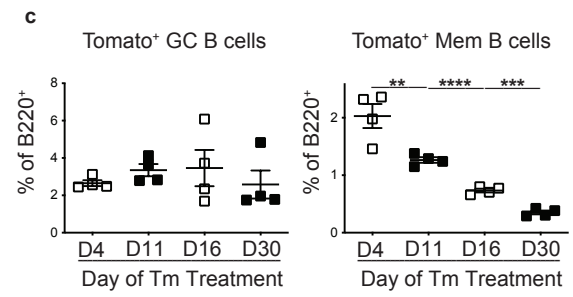 c
Tomato⁺ GC B cells
% of B220⁺
8
6
4
2
0
D4 D11 D16 D30
Day of Tm Treatment
Tomato⁺ Mem B cells
% of B220⁺
** **** ***
2
1
0
D4 D11 D16 D30
Day of Tm Treatment